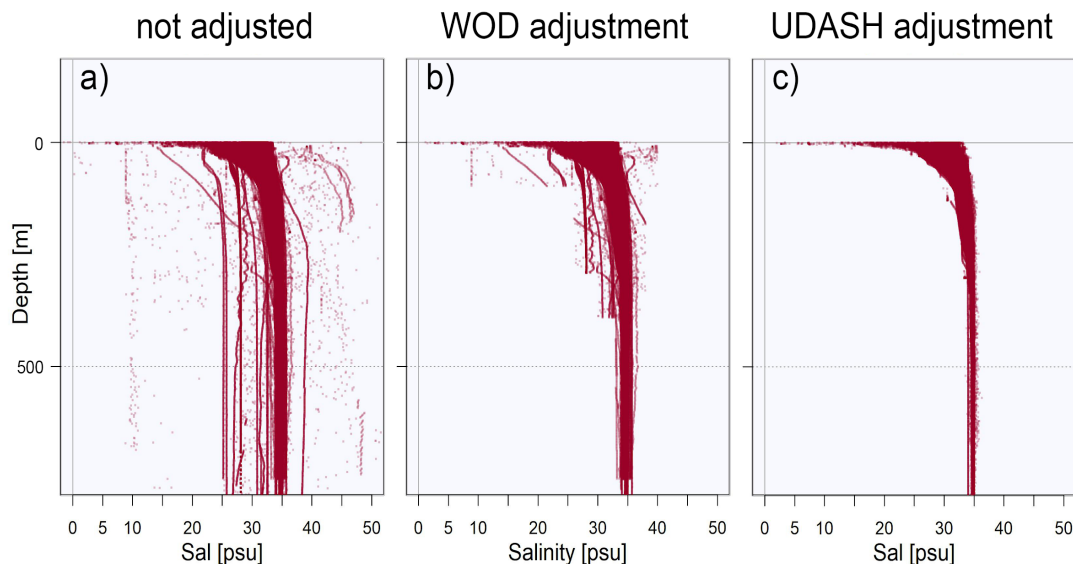 not adjusted
WOD adjustment
UDASH adjustment
a)
b)
c)
Depth [m]
0
500
0 5 10 20 30 40 50
0 5 10 20 30 40 50
0 5 10 20 30 40 50
Sal [psu]
Salinity [psu]
Sal [psu]